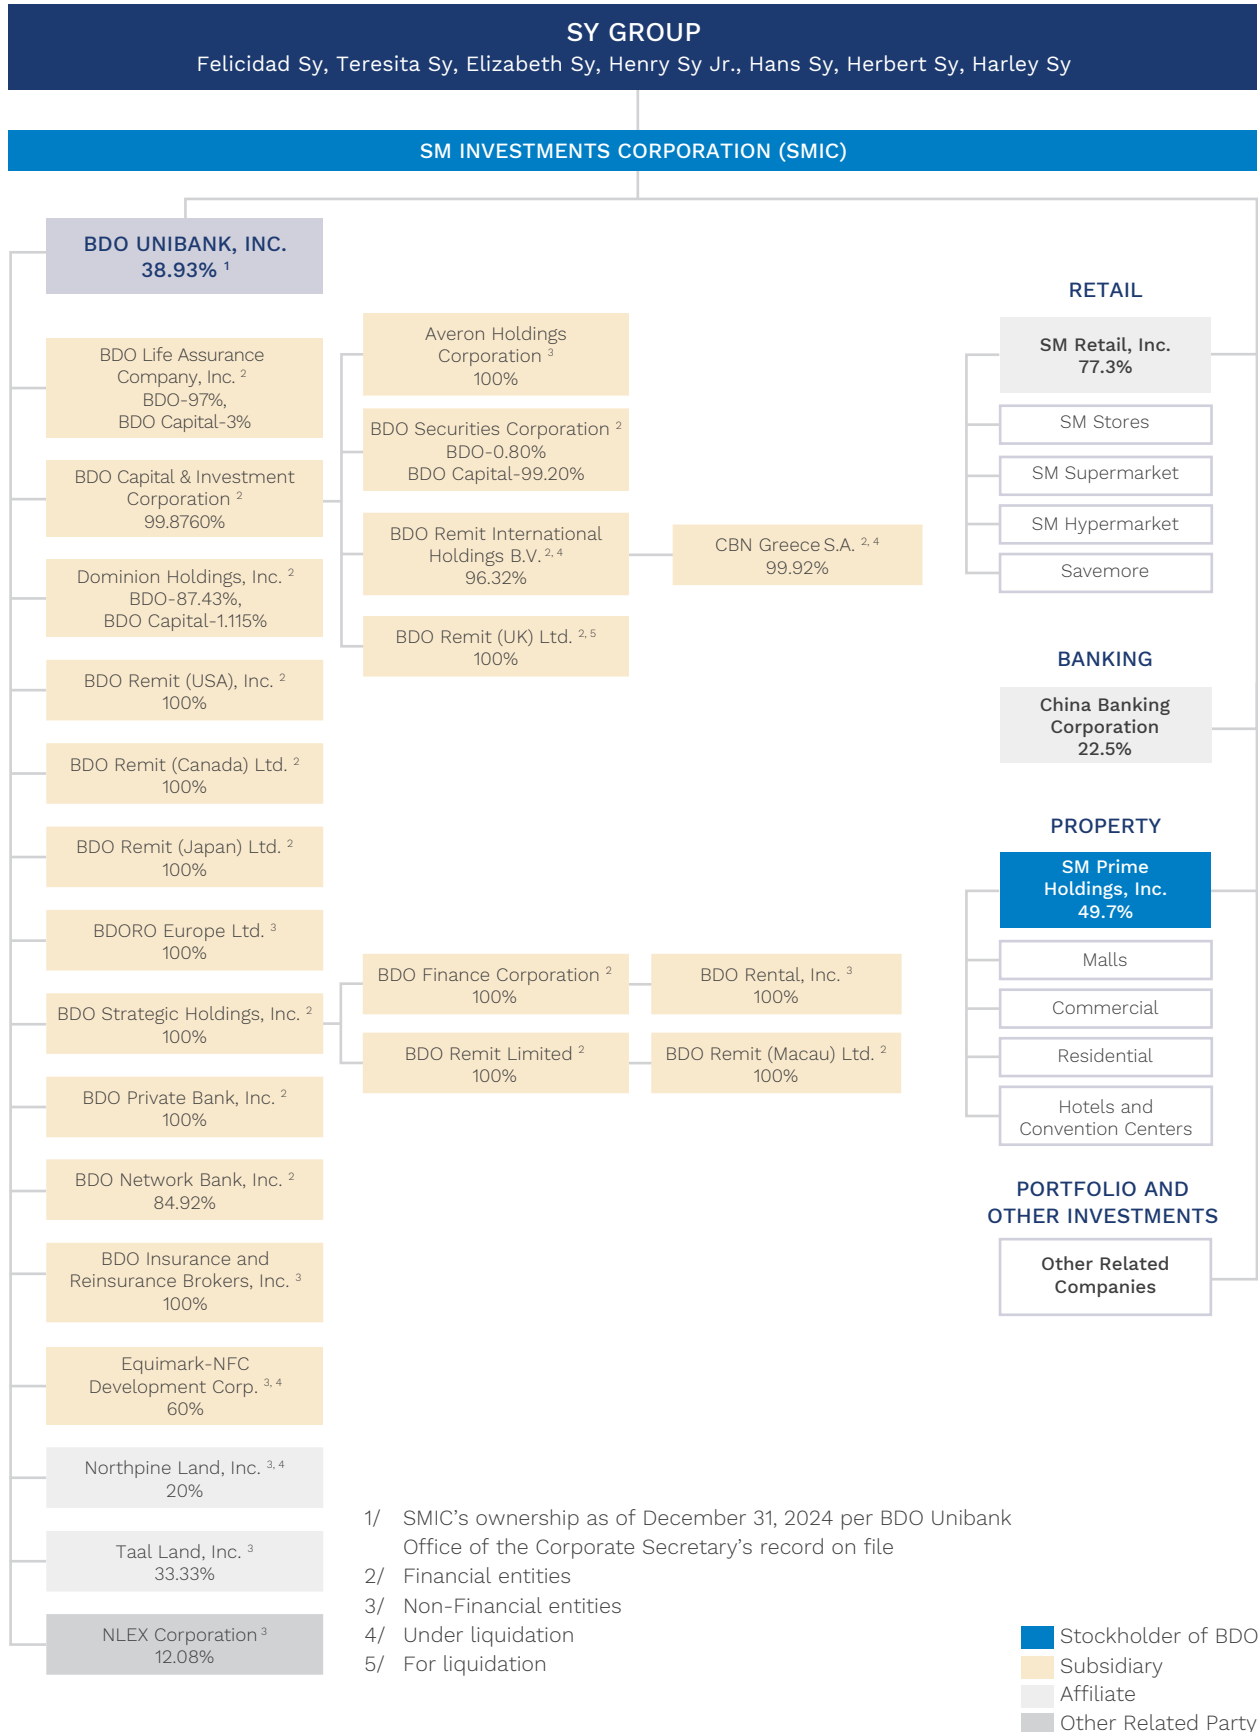 SY GROUP
Felicidad Sy, Teresita Sy, Elizabeth Sy, Henry Sy Jr., Hans Sy, Herbert Sy, Harley Sy
SM INVESTMENTS CORPORATION (SMIC)
BDO UNIBANK, INC.
38.93% 1
BDO Life Assurance
Company, Inc. 2
BDO-97%,
BDO Capital-3%
BDO Capital & Investment
Corporation 2
99.8760%
Dominion Holdings, Inc. 2
BDO-87.43%,
BDO Capital-1.115%
BDO Remit (USA), Inc. 2
100%
BDO Remit (Canada) Ltd. 2
100%
BDO Remit (Japan) Ltd. 2
100%
BDORO Europe Ltd. 3
100%
BDO Strategic Holdings, Inc. 2
100%
BDO Private Bank, Inc. 2
100%
BDO Network Bank, Inc. 2
84.92%
BDO Insurance and
Reinsurance Brokers, Inc. 3
100%
Equimark-NFC
Development Corp. 3, 4
60%
Northpine Land, Inc. 3, 4
20%
Taal Land, Inc. 3
33.33%
NLEX Corporation 3
12.08%
Averon Holdings
Corporation 3
100%
BDO Securities Corporation 2
BDO-0.80%
BDO Capital-99.20%
BDO Remit International
Holdings B.V. 2, 4
96.32%
CBN Greece S.A. 2, 4
99.92%
BDO Remit (UK) Ltd. 2, 5
100%
BDO Finance Corporation 2
100%
BDO Rental, Inc. 3
100%
BDO Remit Limited 2
100%
BDO Remit (Macau) Ltd. 2
100%
RETAIL
SM Retail, Inc.
77.3%
SM Stores
SM Supermarket
SM Hypermarket
Savemore
BANKING
China Banking
Corporation
22.5%
PROPERTY
SM Prime
Holdings, Inc.
49.7%
Malls
Commercial
Residential
Hotels and
Convention Centers
PORTFOLIO AND
OTHER INVESTMENTS
Other Related
Companies
1/ SMIC's ownership as of December 31, 2024 per BDO Unibank
Office of the Corporate Secretary's record on file
2/ Financial entities
3/ Non-Financial entities
4/ Under liquidation
5/ For liquidation
Stockholder of BDO
Subsidiary
Affiliate
Other Related Party